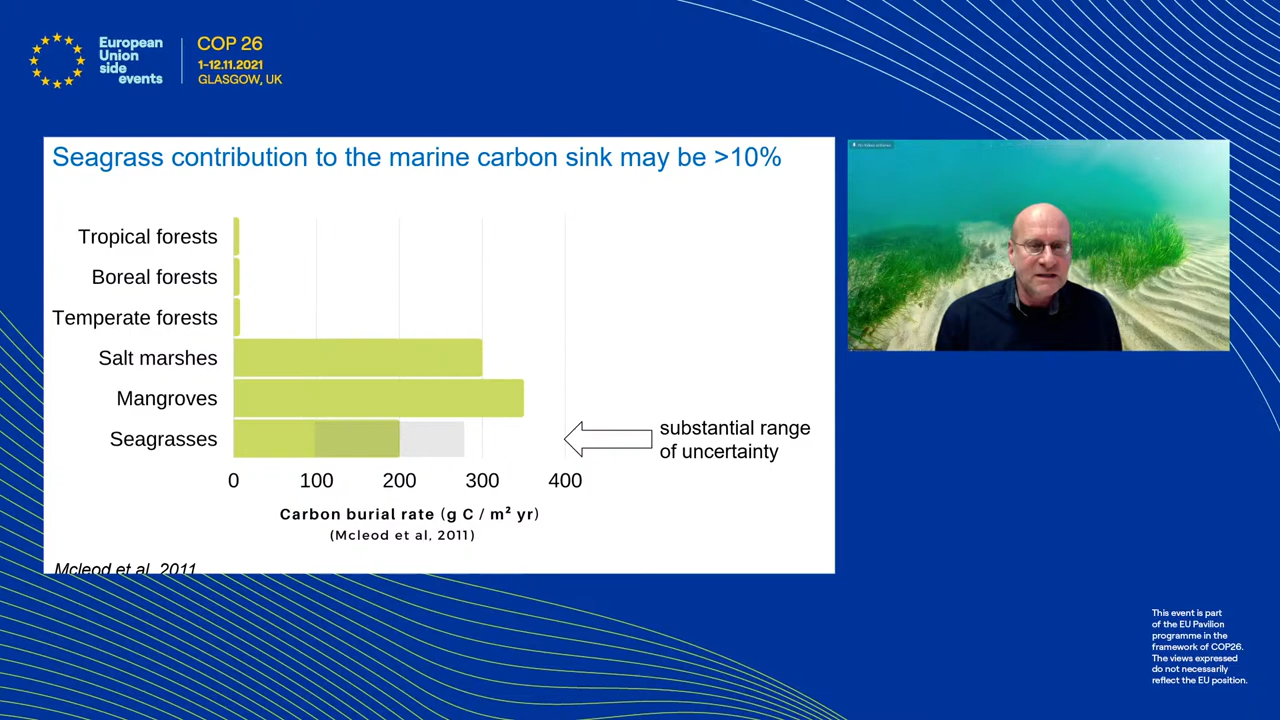 European
Union
side
events
COP 26
1-12.11.2021
GLASGOW, UK
Seagrass contribution to the marine carbon sink may be >10%
Tropical forests
Boreal forests
Temperate forests
Salt marshes
Mangroves
Seagrasses
substantial range
of uncertainty
0 100 200 300 400
Carbon burial rate (g C / m² yr)
(Mcleod et al, 2011)
Mcleod et al. 2011
This event is part
of the EU Pavilion
programme in the
framework of COP26.
The views expressed
do not necessarily
reflect the EU position.